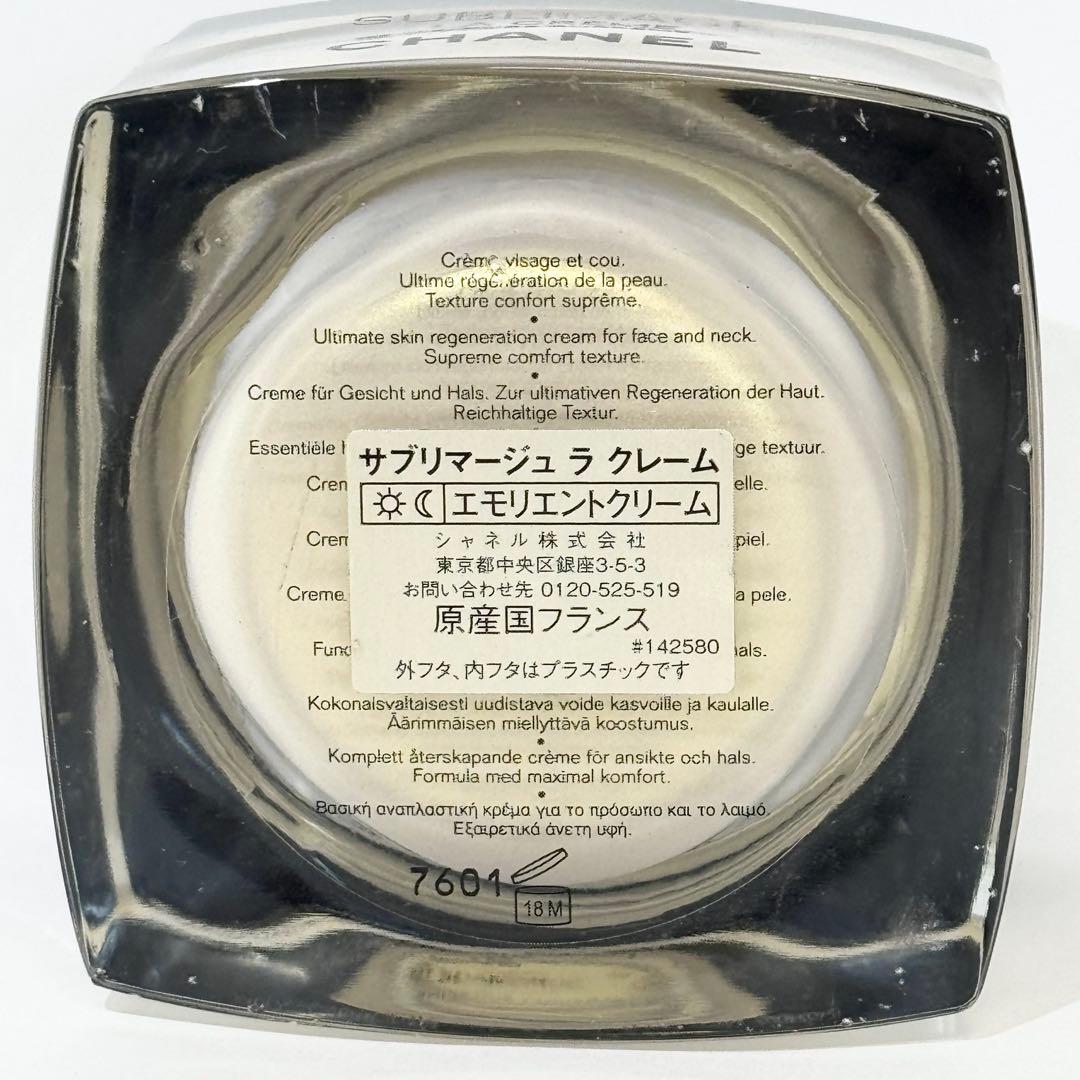 SUBLIMAGE
LA CRÈME
CHANEL
Crème visage et cou.
Ultime régénération de la peau.
Texture confort suprême.
Ultimate skin regeneration cream for face and neck.
Supreme comfort texture.
Creme für Gesicht und Hals. Zur ultimativen Regeneration der Haut.
Reichhaltige Textur.
Essentiële
textuur.
サブリマージュ ラ クレーム
エモリエントクリーム
シャネル株式会社
東京都中央区銀座3-5-3
お問い合わせ先 0120-525-519
Creme
a pele.
原産国フランス
#142580
外フタ、内フタはプラスチックです
Kokonaisvaltaisesti uudistava voide kasvoille ja kaulalle.
Äärimmäisen miellyttävä koostumus.
Komplett återskapande crème för ansikte och hals.
Formula med maximal komfort.
Βασική αναπλαστική κρέμα για το πρόσωπο και το λαιμό.
Εξαιρετικά άνετη υφή.
7601
18M